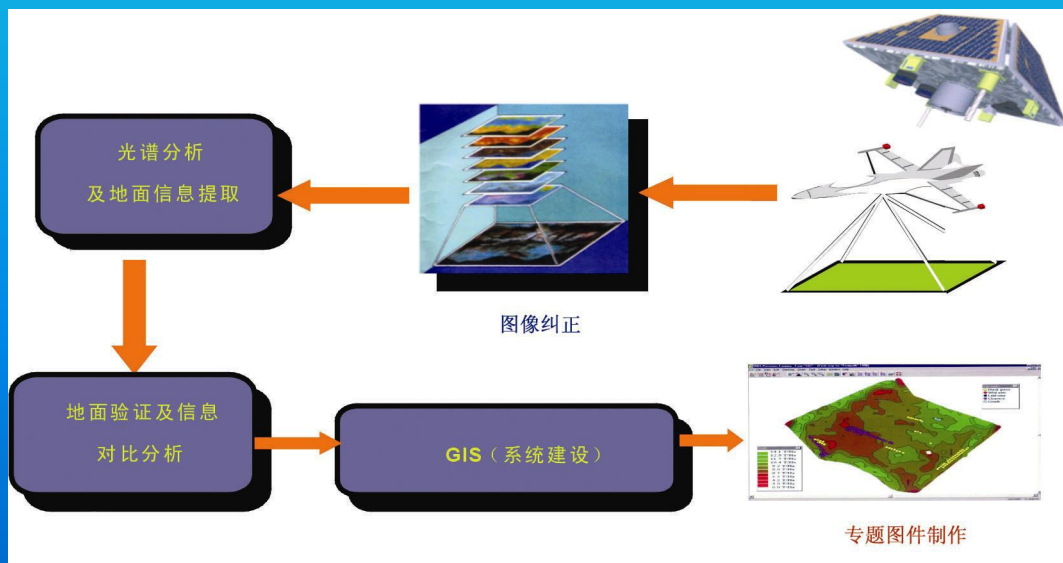 光谱分析
及地面信息提取
图像纠正
地面验证及信息
对比分析
GIS（系统建设）
专题图件制作